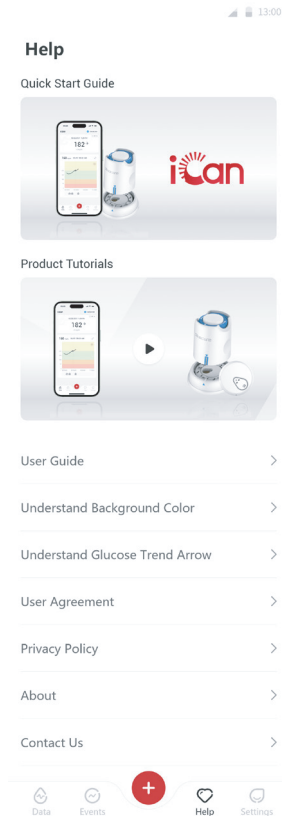 13:00
Help
Quick Start Guide
182
iCan
Product Tutorials
182
User Guide
Understand Background Color
Understand Glucose Trend Arrow
User Agreement
Privacy Policy
About
Contact Us
Data
Events
Help
Settings